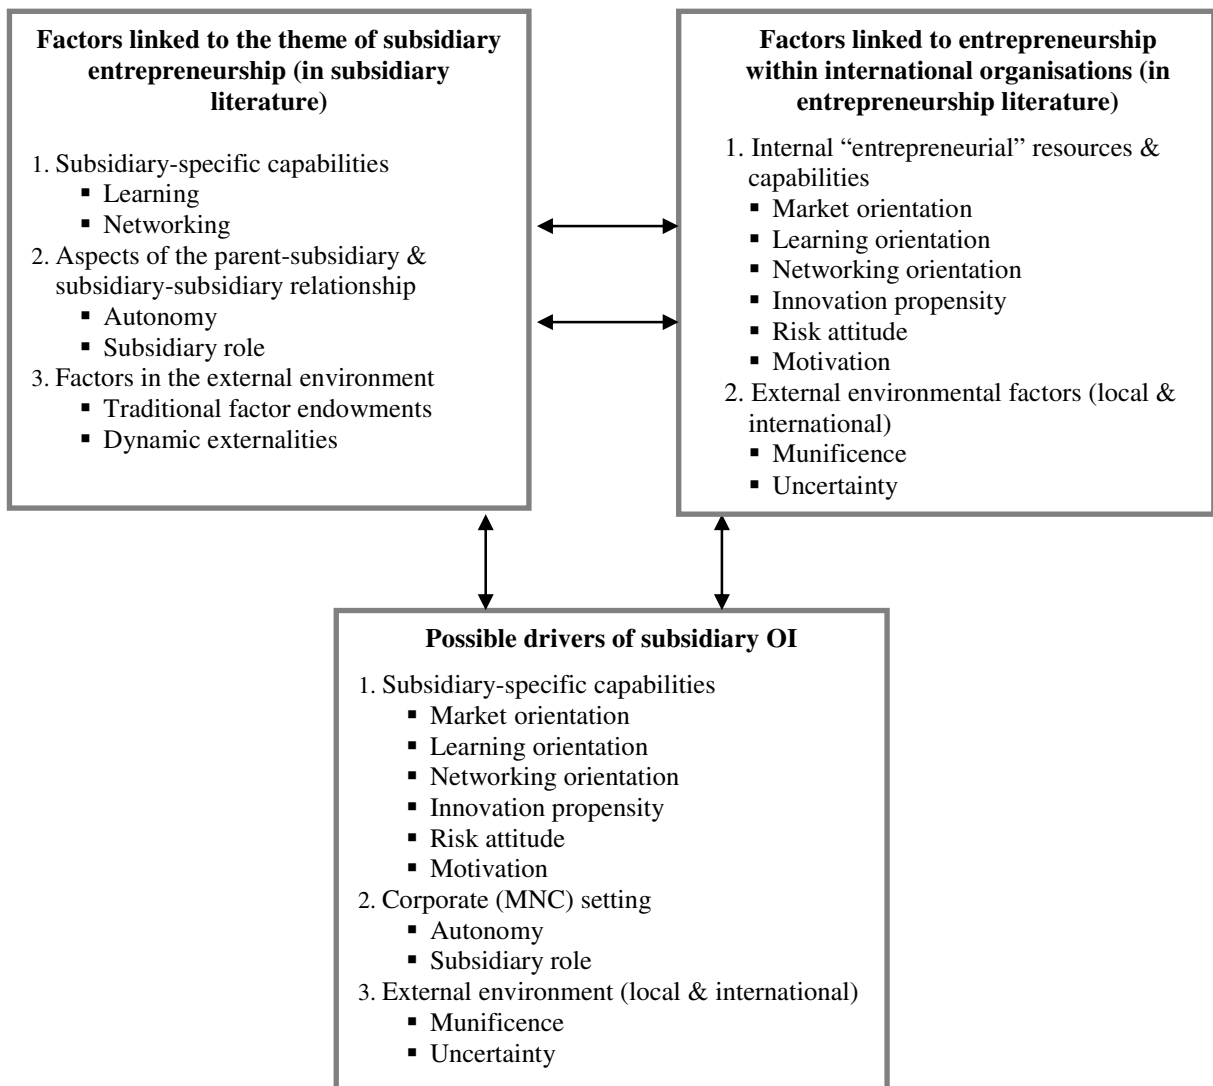 Factors linked to the theme of subsidiary
entrepreneurship (in subsidiary
literature)
1. Subsidiary-specific capabilities
▪ Learning
▪ Networking
2. Aspects of the parent-subsidiary &
subsidiary-subsidiary relationship
▪ Autonomy
▪ Subsidiary role
3. Factors in the external environment
▪ Traditional factor endowments
▪ Dynamic externalities
Factors linked to entrepreneurship
within international organisations (in
entrepreneurship literature)
1. Internal “entrepreneurial” resources &
capabilities
▪ Market orientation
▪ Learning orientation
▪ Networking orientation
▪ Innovation propensity
▪ Risk attitude
▪ Motivation
2. External environmental factors (local &
international)
▪ Munificence
▪ Uncertainty
Possible drivers of subsidiary OI
1. Subsidiary-specific capabilities
▪ Market orientation
▪ Learning orientation
▪ Networking orientation
▪ Innovation propensity
▪ Risk attitude
▪ Motivation
2. Corporate (MNC) setting
▪ Autonomy
▪ Subsidiary role
3. External environment (local & international)
▪ Munificence
▪ Uncertainty